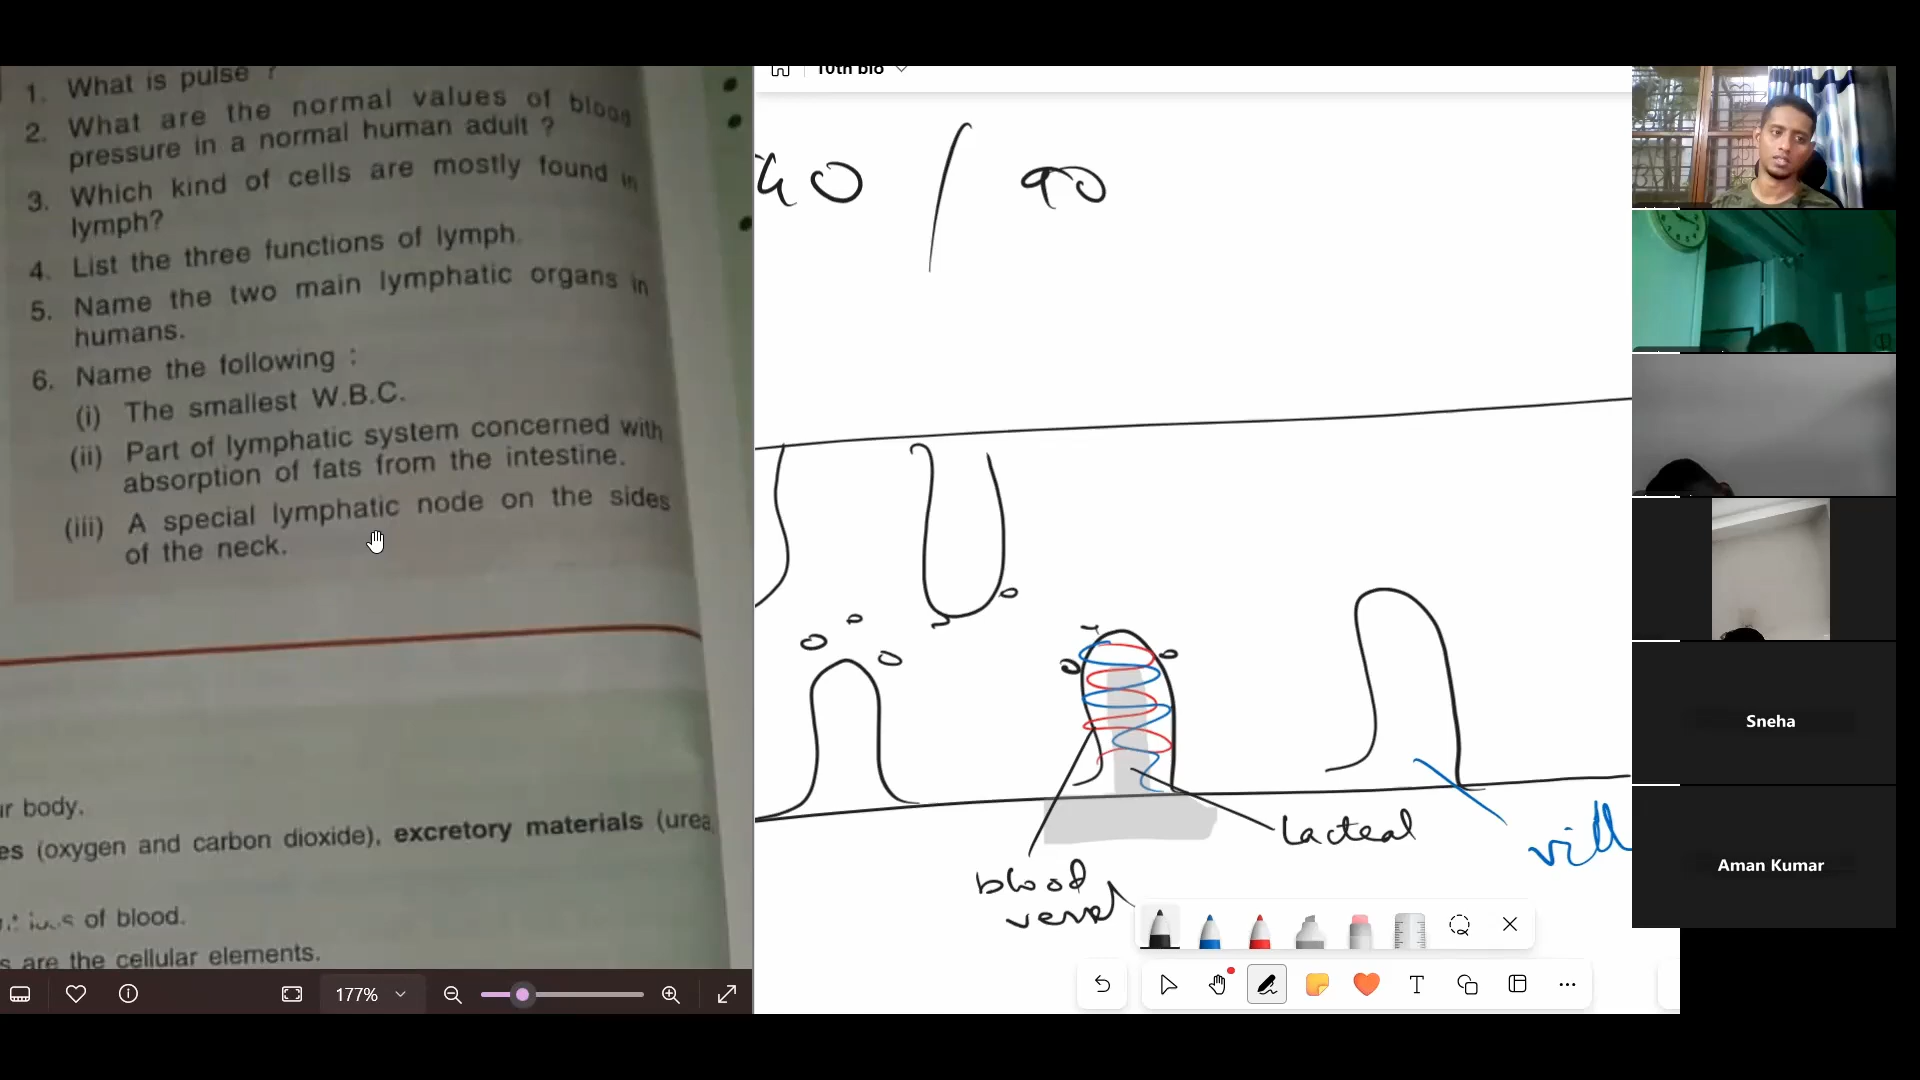 1. What is pulse ?
2. What are the normal values of blood
pressure in a normal human adult ?
3. Which kind of cells are mostly found in
lymph?
4. List the three functions of lymph.
5. Name the two main lymphatic organs in
humans.
6. Name the following :
(i) The smallest W.B.C.
(ii) Part of lymphatic system concerned with
absorption of fats from the intestine.
(iii) A special lymphatic node on the sides
of the neck.
ur body.
es (oxygen and carbon dioxide), excretory materials (urea,
of blood.
s are the cellular elements.
177%
10th bio
40 / 90
blood
vessel
Lacteal
vill
Sneha
Aman Kumar